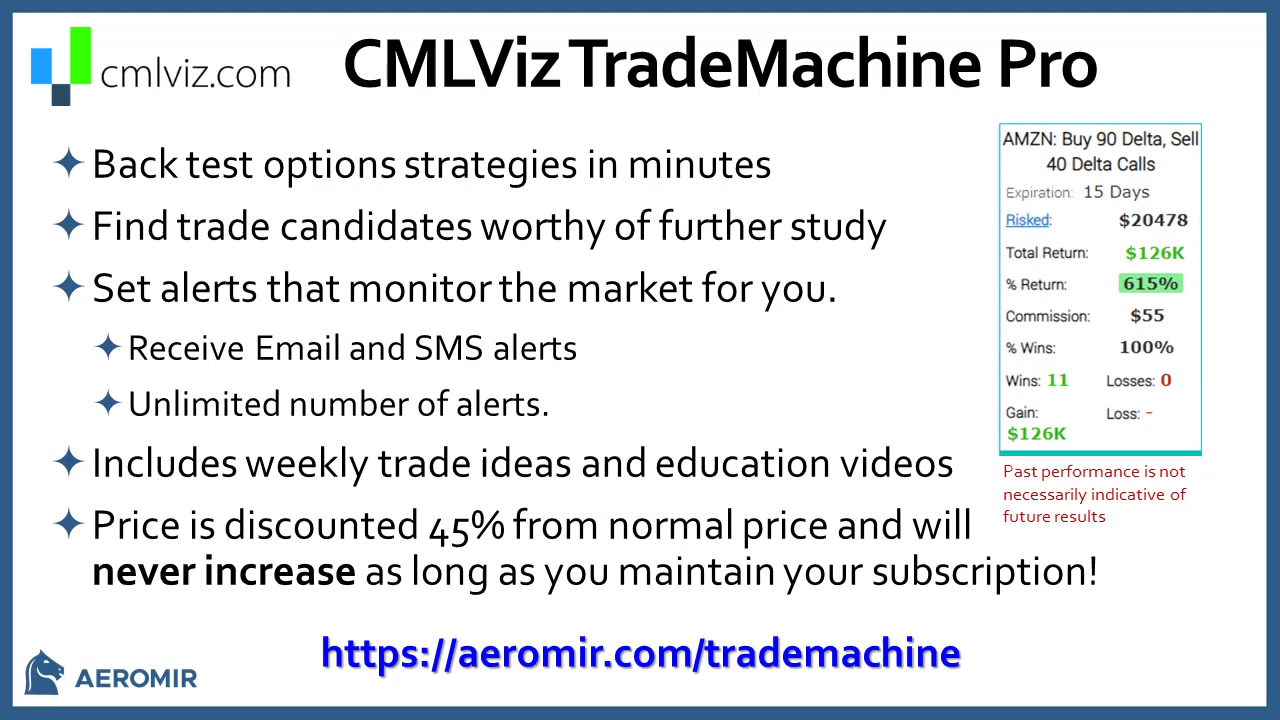 cmlviz.com
CMLViz TradeMachine Pro
Back test options strategies in minutes
Find trade candidates worthy of further study
Set alerts that monitor the market for you.
Receive Email and SMS alerts
Unlimited number of alerts.
Includes weekly trade ideas and education videos
Price is discounted 45% from normal price and will
never increase as long as you maintain your subscription!
AMZN: Buy 90 Delta, Sell
40 Delta Calls
Expiration: 15 Days
Risked: $20478
Total Return: $126K
% Return: 615%
Commission: $55
% Wins: 100%
Wins: 11 Losses: 0
Gain: Loss: -
$126K
Past performance is not
necessarily indicative of
future results
https://aeromir.com/trademachine
AEROMIR